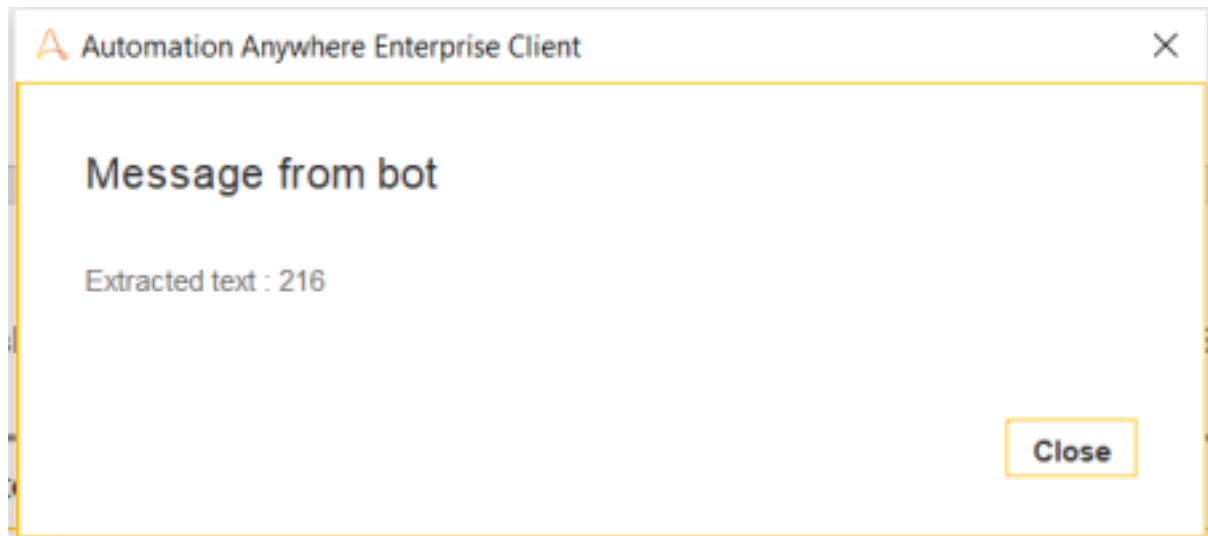 Automation Anywhere Enterprise Client
Message from bot
Extracted text : 216
Close